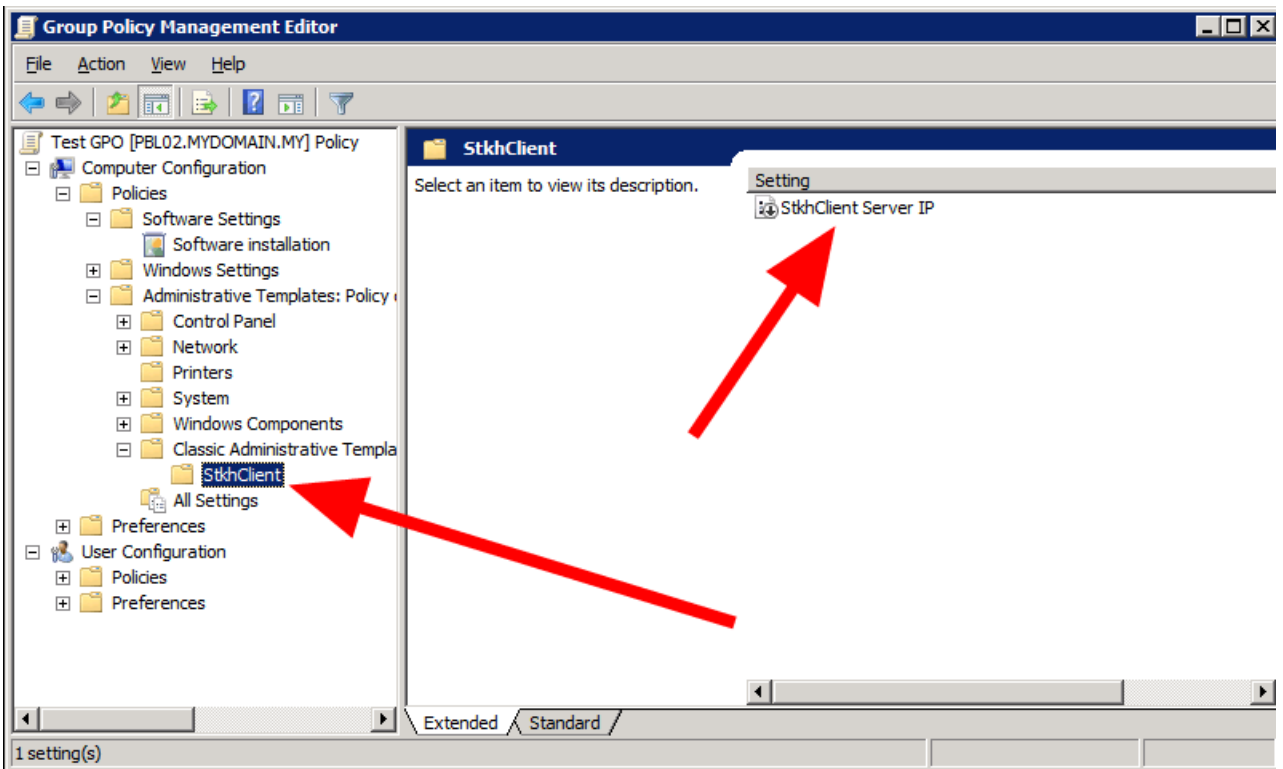 Group Policy Management Editor
File Action View Help
Test GPO [PBL02.MYDOMAIN.MY] Policy
Computer Configuration
Policies
Software Settings
Software installation
Windows Settings
Administrative Templates: Policy
Control Panel
Network
Printers
System
Windows Components
Classic Administrative Templa
StkhClient
All Settings
Preferences
User Configuration
Policies
Preferences
StkhClient
Select an item to view its description.
Setting
StkhClient Server IP
Extended Standard
1 setting(s)